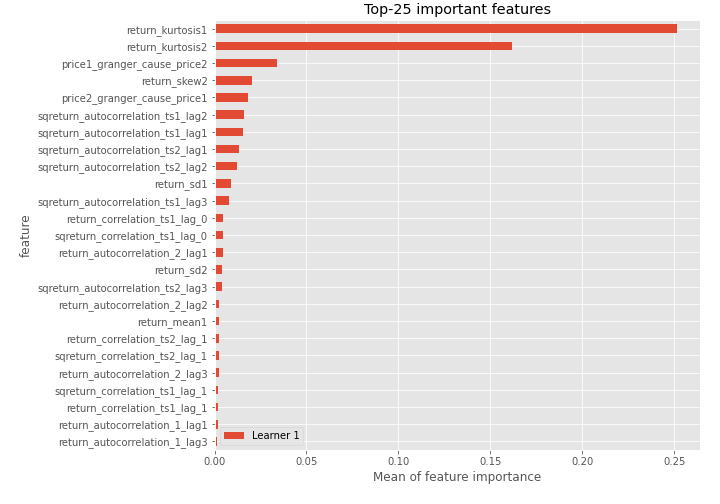 Top-25 important features
return_kurtosis1
return_kurtosis2
price1_granger_cause_price2
return_skew2
price2_granger_cause_price1
sqreturn_autocorrelation_ts1_lag2
sqreturn_autocorrelation_ts1_lag1
sqreturn_autocorrelation_ts2_lag1
sqreturn_autocorrelation_ts2_lag2
return_sd1
sqreturn_autocorrelation_ts1_lag3
return_correlation_ts1_lag_0
sqreturn_correlation_ts1_lag_0
return_autocorrelation_2_lag1
return_sd2
sqreturn_autocorrelation_ts2_lag3
return_autocorrelation_2_lag2
return_mean1
return_correlation_ts2_lag_1
sqreturn_correlation_ts2_lag_1
return_autocorrelation_2_lag3
sqreturn_correlation_ts1_lag_1
return_correlation_ts1_lag_1
return_autocorrelation_1_lag1
return_autocorrelation_1_lag3
feature
Learner 1
0.00 0.05 0.10 0.15 0.20 0.25
Mean of feature importance